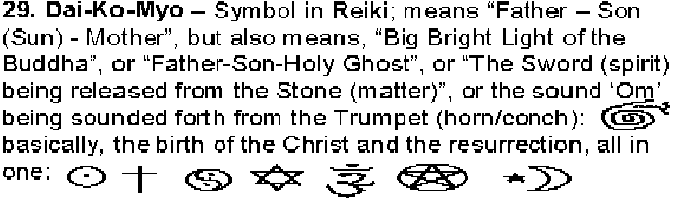 29. Dai-Ko-Myo – Symbol in Reiki; means “Father – Son
(Sun) - Mother”, but also means, “Big Bright Light of the
Buddha”, or “Father-Son-Holy Ghost”, or “The Sword (spirit)
being released from the Stone (matter)”, or the sound ‘Om’
being sounded forth from the Trumpet (horn/conch):
basically, the birth of the Christ and the resurrection, all in
one: ☉ † ☯ ✡ ॐ ⛤ ★☽